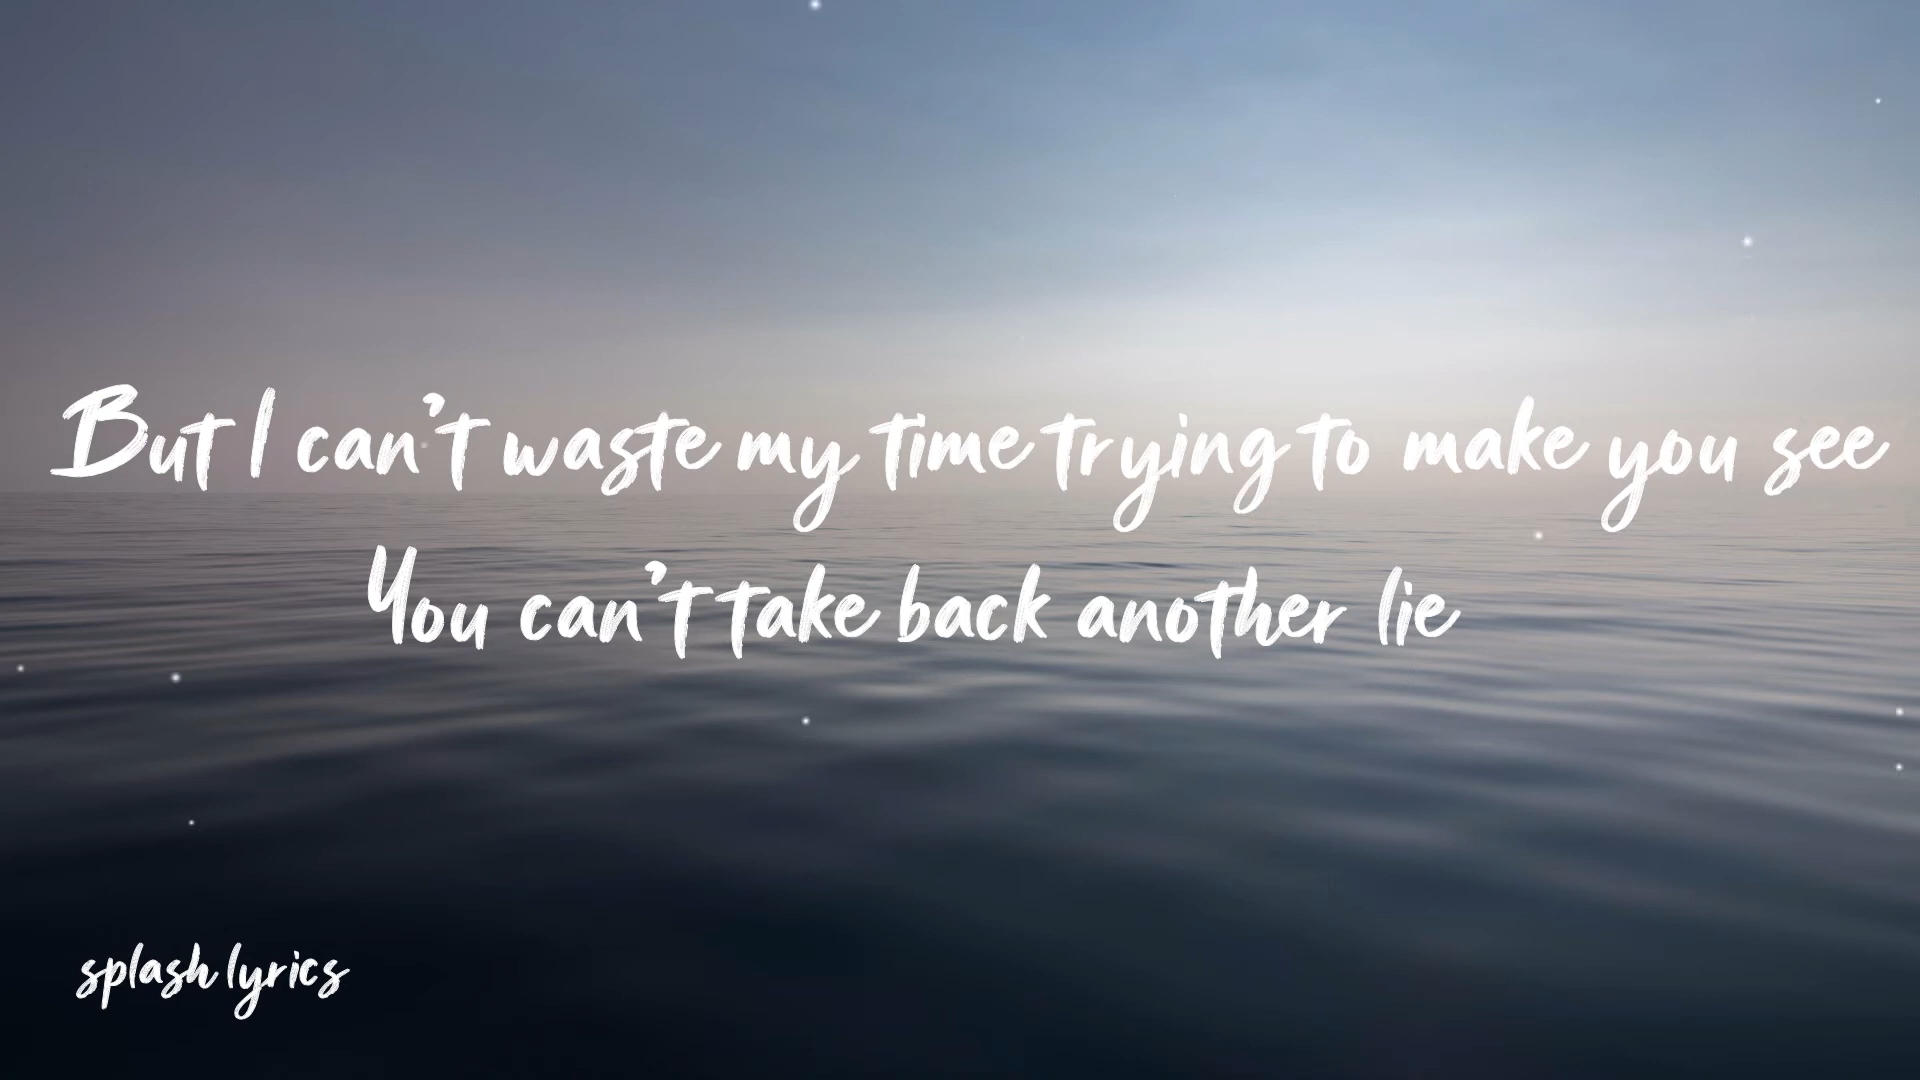 But I can't waste my time trying to make you see
You can't take back another lie
splash lyrics